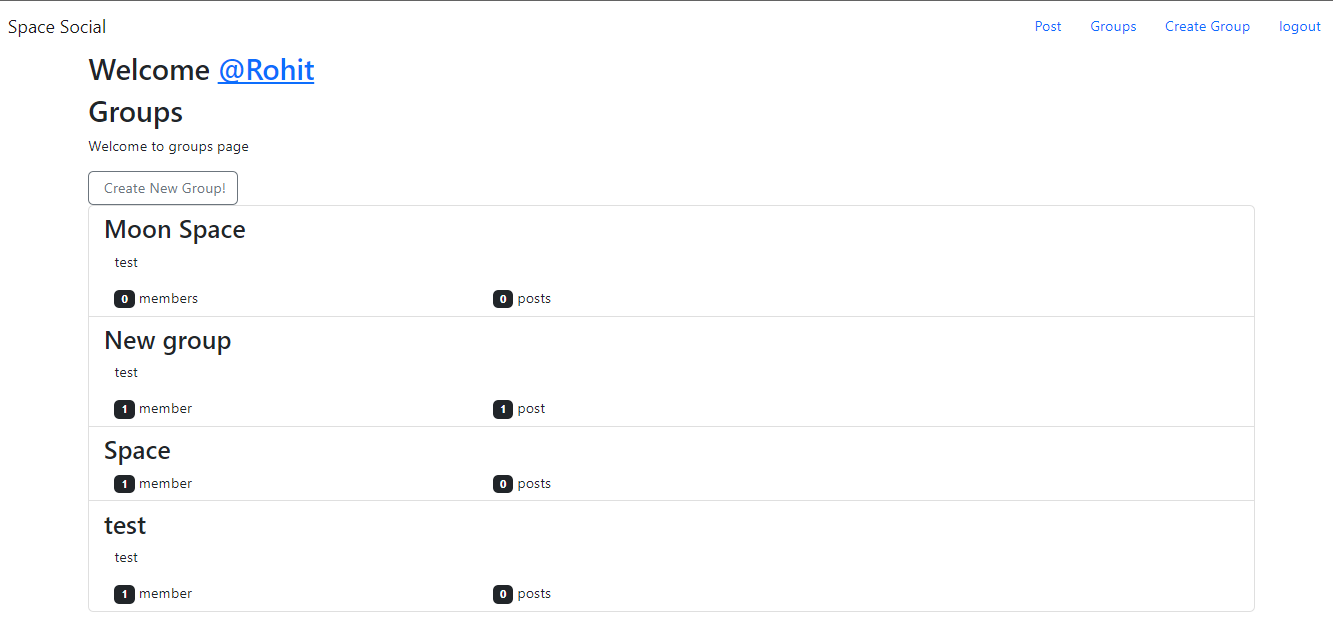 Space Social Post Groups Create Group logout
Welcome @Rohit
Groups
Welcome to groups page
Create New Group!
Moon Space
test
0 members 0 posts
New group
test
1 member 1 post
Space
1 member 0 posts
test
test
1 member 0 posts